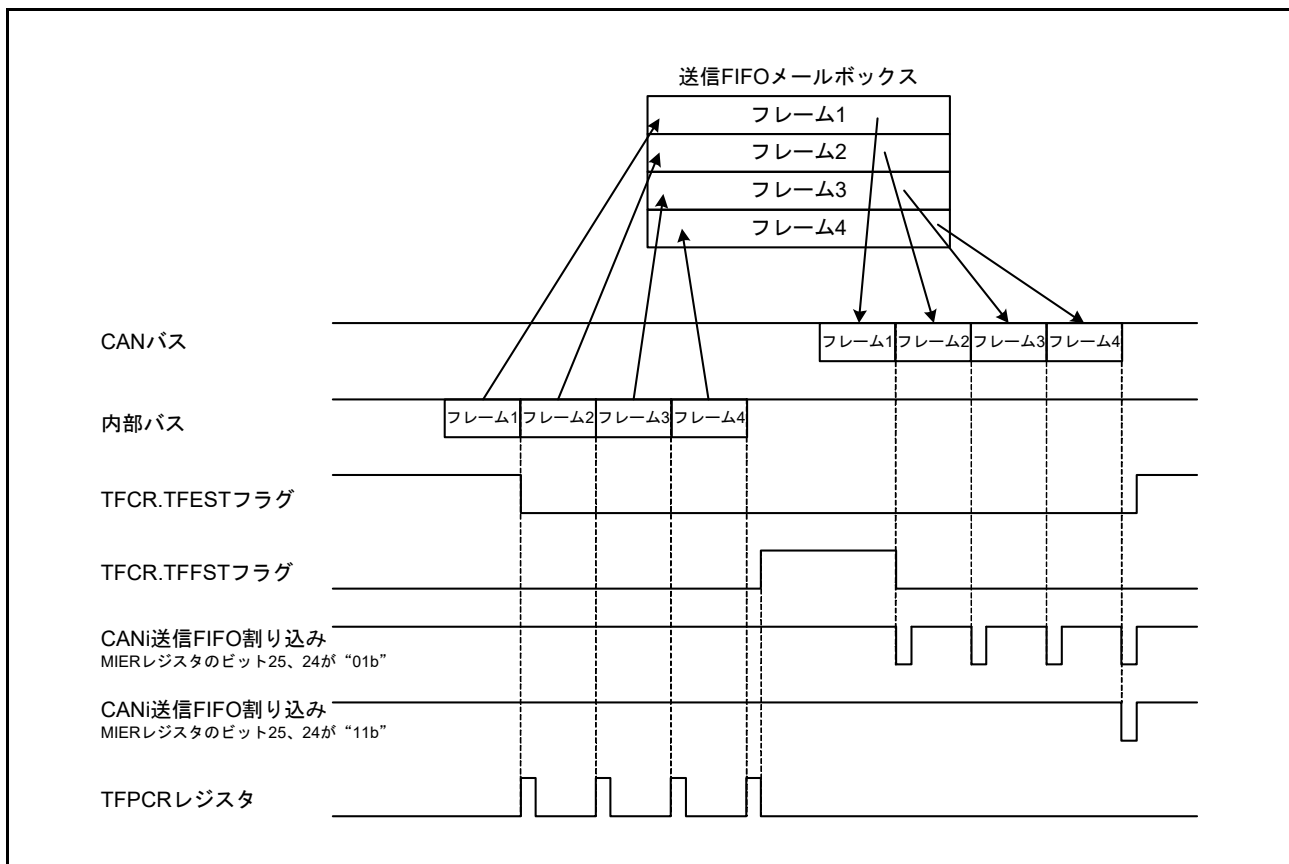 送信FIFOメールボックス
フレーム1
フレーム2
フレーム3
フレーム4
CANバス
フレーム1 フレーム2 フレーム3 フレーム4
内部バス
フレーム1 フレーム2 フレーム3 フレーム4
TFCR.TFESTフラグ
TFCR.TFFSTフラグ
CANi送信FIFO割り込み
MIERレジスタのビット25、24が“01b”
CANi送信FIFO割り込み
MIERレジスタのビット25、24が“11b”
TFPCRレジスタ